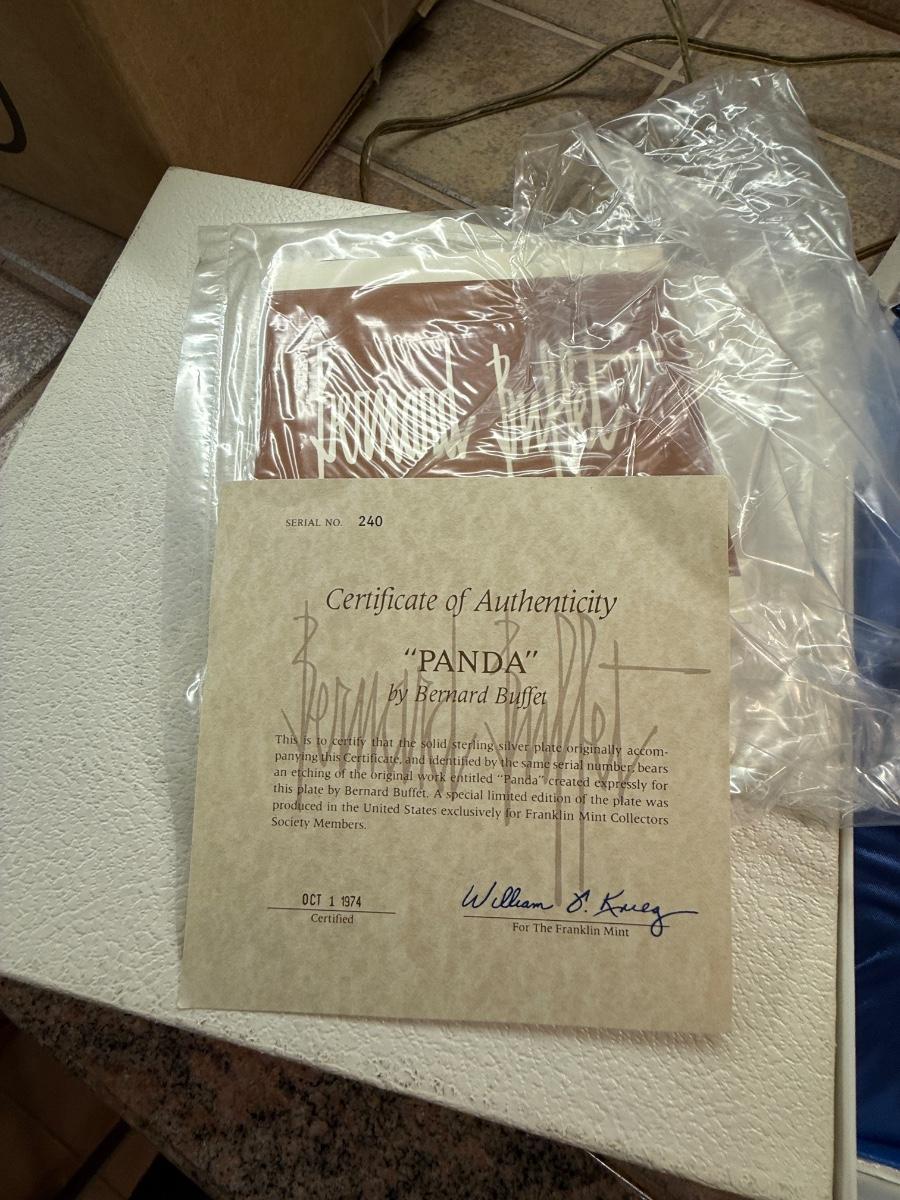 Bernard Buffet
SERIAL NO. 240
Certificate of Authenticity
"PANDA"
by Bernard Buffet
Bernard Buffet
This is to certify that the solid sterling silver plate originally accom-
panying this Certificate, and identified by the same serial number, bears
an etching of the original work entitled "Panda" created expressly for
this plate by Bernard Buffet. A special limited edition of the plate was
produced in the United States exclusively for Franklin Mint Collectors
Society Members.
OCT 1 1974
Certified
William F. Krieg
For The Franklin Mint